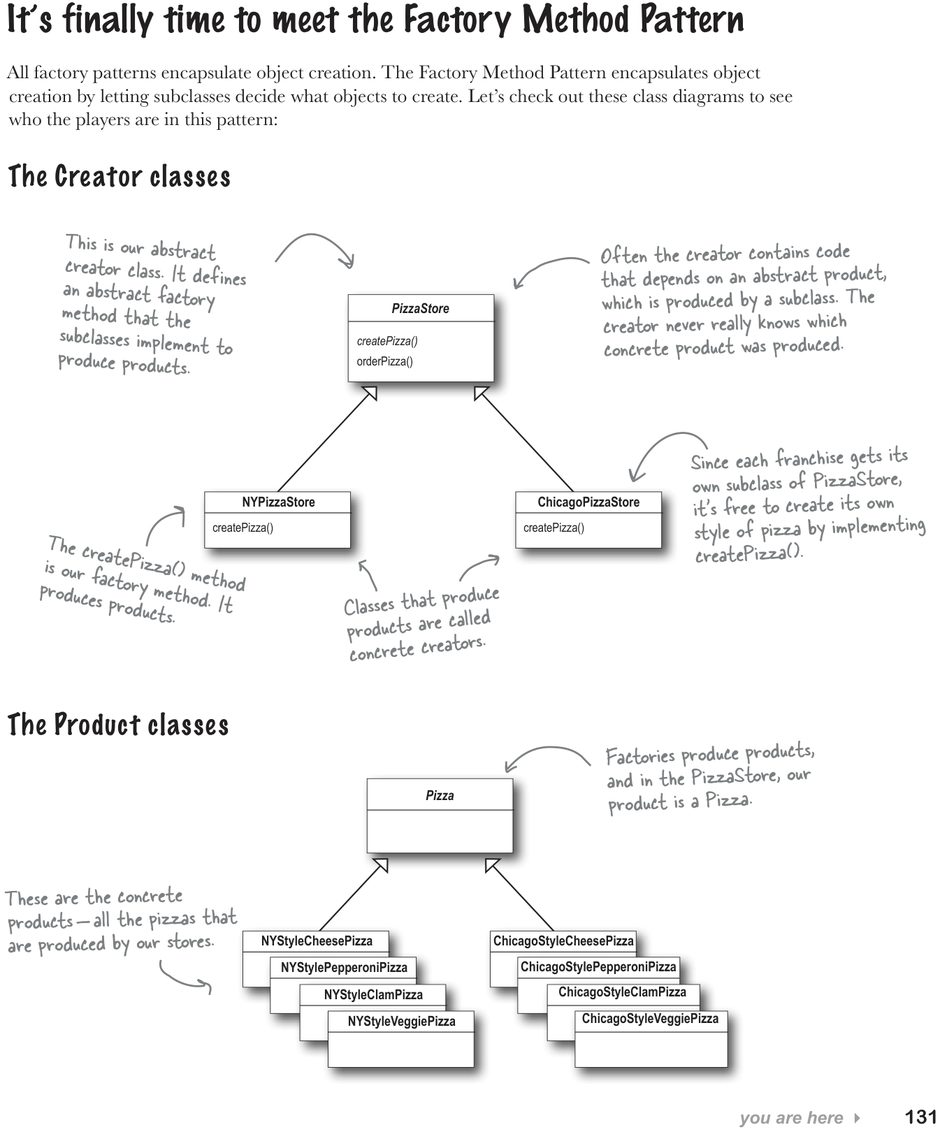 It's finally time to meet the Factory Method Pattern
All factory patterns encapsulate object creation. The Factory Method Pattern encapsulates object
creation by letting subclasses decide what objects to create. Let's check out these class diagrams to see
who the players are in this pattern:
The Creator classes
This is our abstract
creator class. It defines
an abstract factory
method that the
subclasses implement to
produce products.
Often the creator contains code
that depends on an abstract product,
which is produced by a subclass. The
creator never really knows which
concrete product was produced.
PizzaStore
createPizza()
orderPizza()
NYPizzaStore
createPizza()
ChicagoPizzaStore
createPizza()
Since each franchise gets its
own subclass of PizzaStore,
it's free to create its own
style of pizza by implementing
createPizza().
The createPizza() method
is our factory method. It
produces products.
Classes that produce
products are called
concrete creators.
The Product classes
Factories produce products,
and in the PizzaStore, our
product is a Pizza.
Pizza
These are the concrete
products—all the pizzas that
are produced by our stores.
NYStyleCheesePizza
NYStylePepperoniPizza
NYStyleClamPizza
NYStyleVeggiePizza
ChicagoStyleCheesePizza
ChicagoStylePepperoniPizza
ChicagoStyleClamPizza
ChicagoStyleVeggiePizza
you are here 131